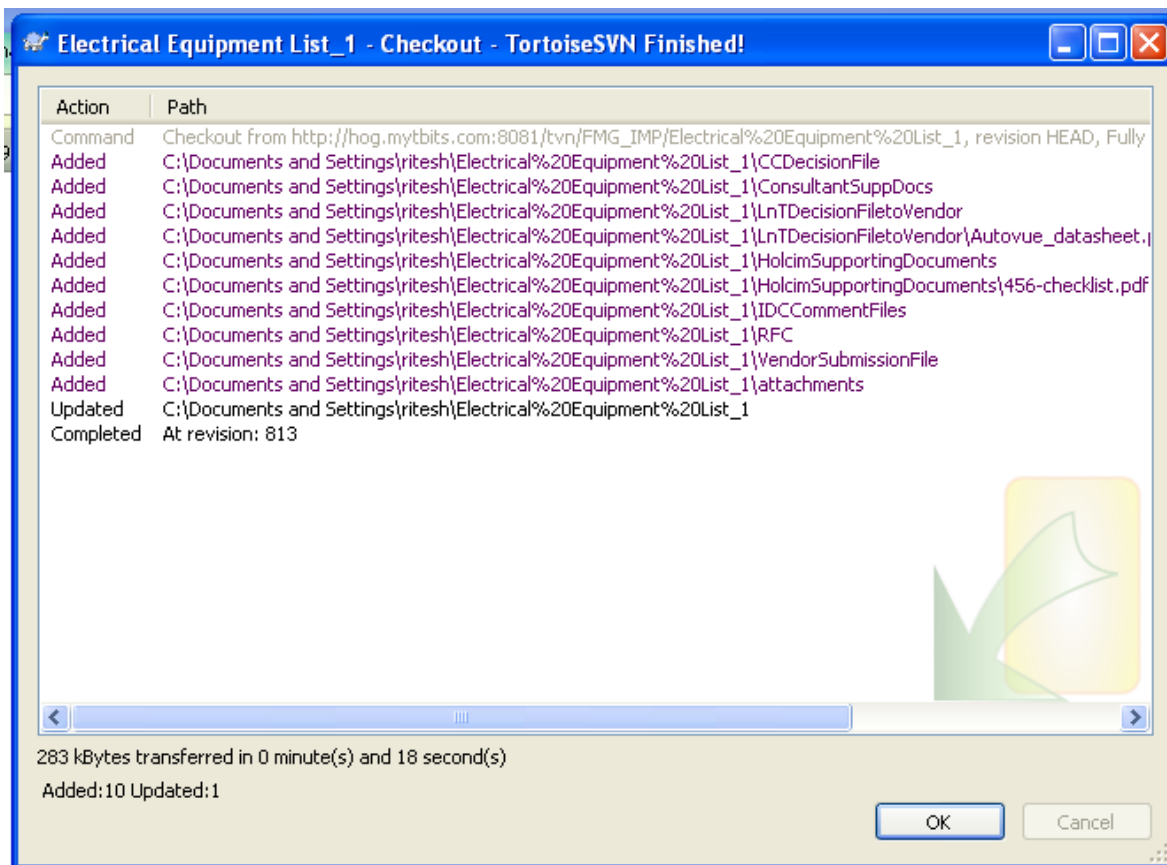 Electrical Equipment List_1 - Checkout - TortoiseSVN Finished!
Action Path
Command Checkout from http://hog.mytbits.com:8081/tvn/FMG_IMP/Electrical%20Equipment%20List_1, revision HEAD, Fully
Added C:\Documents and Settings\ritesh\Electrical%20Equipment%20List_1\CCDecisionFile
Added C:\Documents and Settings\ritesh\Electrical%20Equipment%20List_1\ConsultantSuppDocs
Added C:\Documents and Settings\ritesh\Electrical%20Equipment%20List_1\LnTDecisionFiletoVendor
Added C:\Documents and Settings\ritesh\Electrical%20Equipment%20List_1\LnTDecisionFiletoVendor\Autovue_datasheet.p
Added C:\Documents and Settings\ritesh\Electrical%20Equipment%20List_1\HolcimSupportingDocuments
Added C:\Documents and Settings\ritesh\Electrical%20Equipment%20List_1\HolcimSupportingDocuments\456-checklist.pdf
Added C:\Documents and Settings\ritesh\Electrical%20Equipment%20List_1\IDCCommentFiles
Added C:\Documents and Settings\ritesh\Electrical%20Equipment%20List_1\RFC
Added C:\Documents and Settings\ritesh\Electrical%20Equipment%20List_1\VendorSubmissionFile
Added C:\Documents and Settings\ritesh\Electrical%20Equipment%20List_1\attachments
Updated C:\Documents and Settings\ritesh\Electrical%20Equipment%20List_1
Completed At revision: 813
283 kBytes transferred in 0 minute(s) and 18 second(s)
Added:10 Updated:1
OK Cancel